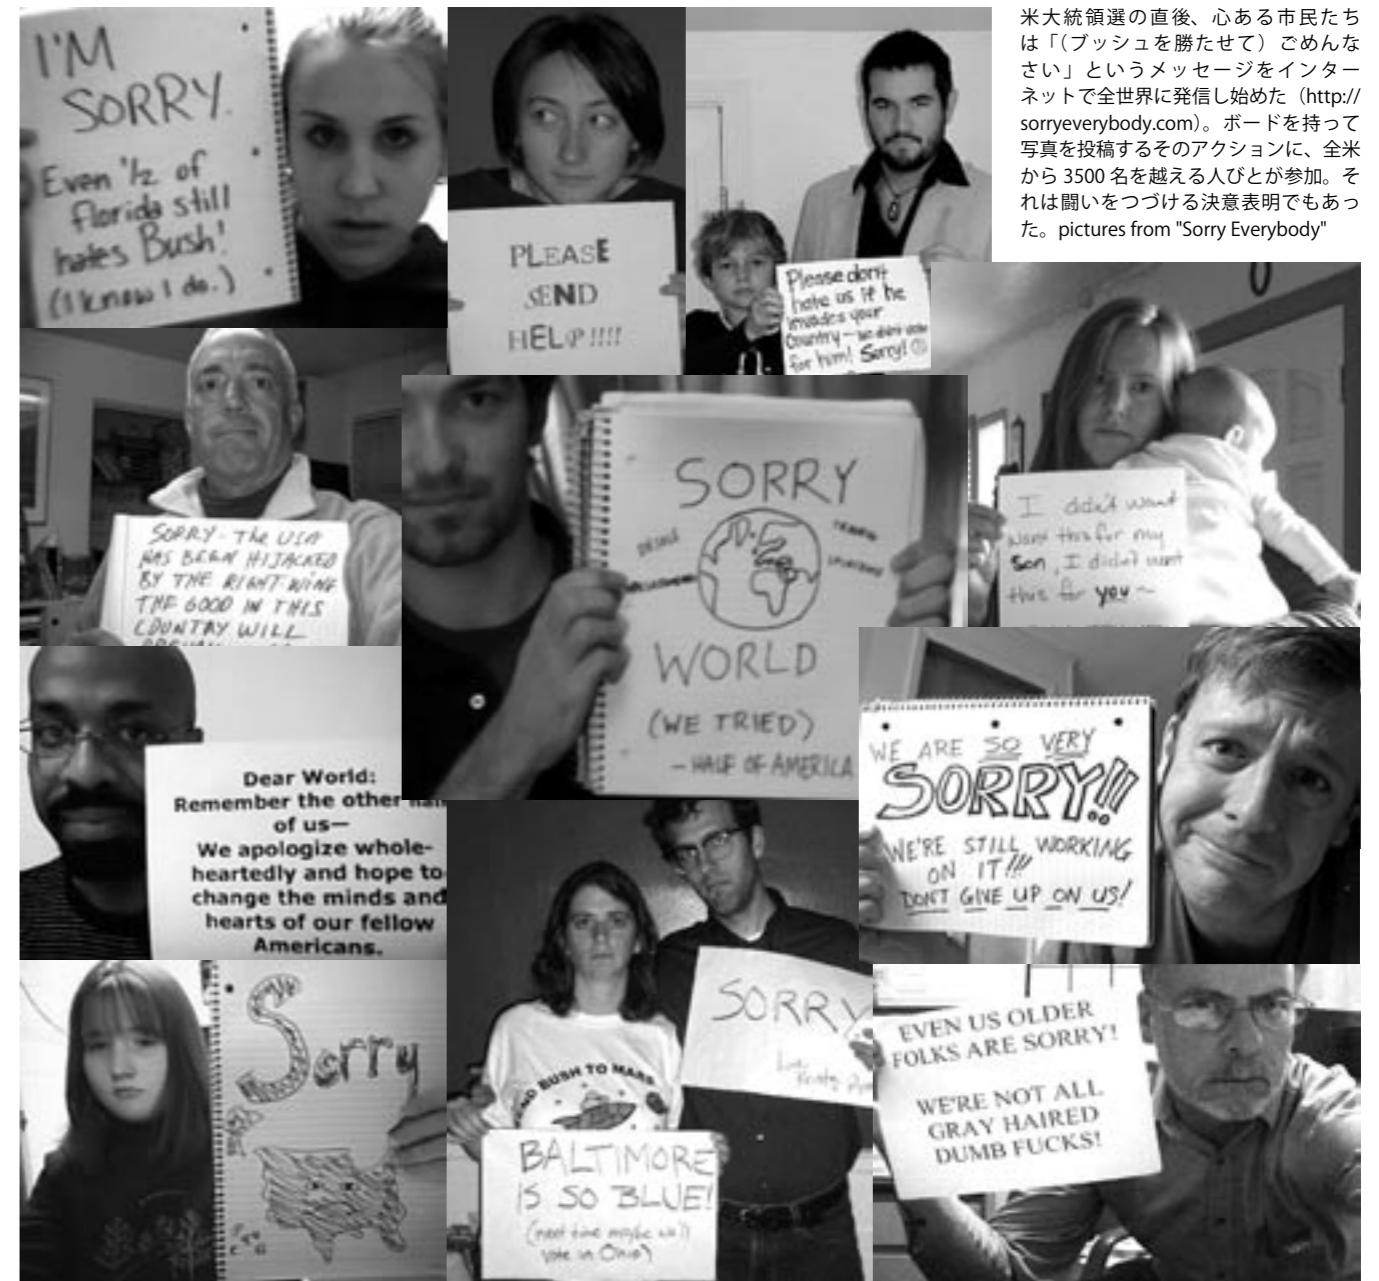 米大統領選の直後、心ある市民たち
は「（ブッシュを勝たせて）ごめんな
さい」というメッセージをインター
ネットで全世界に発信し始めた（http://
sorryeverybody.com）。ボードを持って
写真を投稿するそのアクションに、全米
から 3500 名を越える人びとが参加。そ
れは闘いをつづける決意表明でもあっ
た。pictures from "Sorry Everybody"
I'M
SORRY.
Even 1/2 of
florida still
hates Bush!
(I know I do.)
PLEASE
SEND
HELP!!!!
Please don't
hate us if he
invades your
Country - we didn't vote
for him! Sorry!
SORRY - The USA
HAS BEEN HIJACKED
BY THE RIGHT WING
THE GOOD IN THIS
COUNTRY WILL
SORRY
WORLD
(WE TRIED)
- HALF OF AMERICA
I didn't want
want this for my
Son, I didn't want
this for you ~
Dear World:
Remember the other half
of us—
We apologize whole-
heartedly and hope to
change the minds and
hearts of our fellow
Americans.
WE ARE SO VERY
SORRY!!
WE'RE STILL WORKING
ON IT!!!
DON'T GIVE UP ON US!
Sorry
BUSH TO MARS
SORRY
BALTIMORE
IS SO BLUE!
(next time maybe we'll
vote in Ohio)
EVEN US OLDER
FOLKS ARE SORRY!
WE'RE NOT ALL
GRAY HAIRED
DUMB FUCKS!